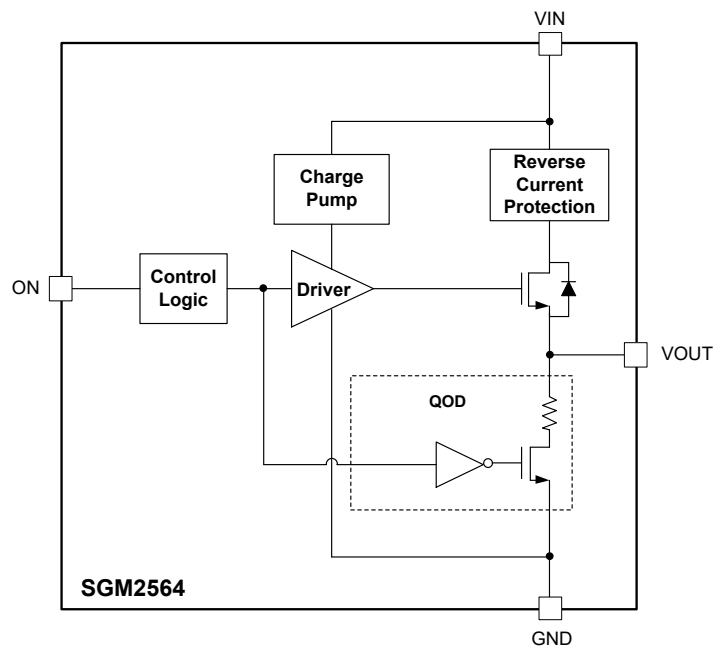 VIN
Charge
Pump
Reverse
Current
Protection
ON
Control
Logic
Driver
VOUT
QOD
SGM2564
GND